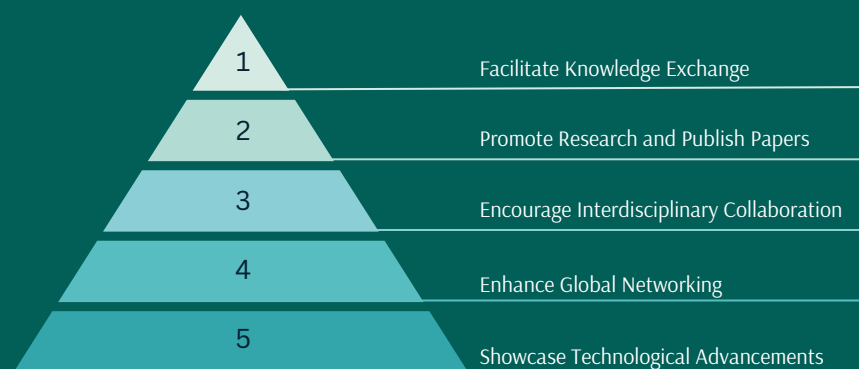 1
Facilitate Knowledge Exchange
2
Promote Research and Publish Papers
3
Encourage Interdisciplinary Collaboration
4
Enhance Global Networking
5
Showcase Technological Advancements